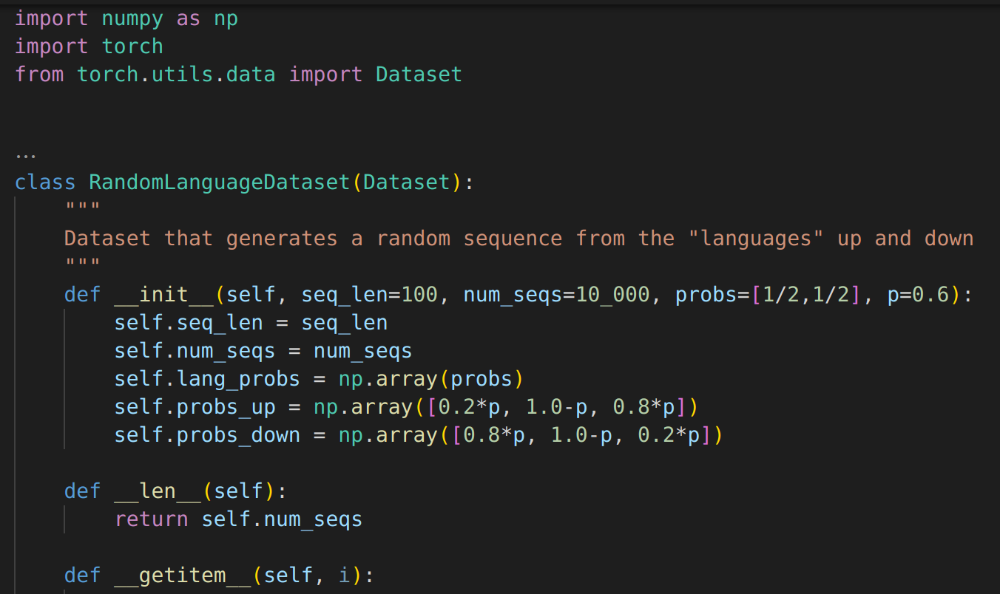 import numpy as np
import torch
from torch.utils.data import Dataset
...
class RandomLanguageDataset(Dataset):
    """
    Dataset that generates a random sequence from the "languages" up and down
    """
    def __init__(self, seq_len=100, num_seqs=10_000, probs=[1/2,1/2], p=0.6):
        self.seq_len = seq_len
        self.num_seqs = num_seqs
        self.lang_probs = np.array(probs)
        self.probs_up = np.array([0.2*p, 1.0-p, 0.8*p])
        self.probs_down = np.array([0.8*p, 1.0-p, 0.2*p])
    def __len__(self):
        return self.num_seqs
    def __getitem__(self, i):